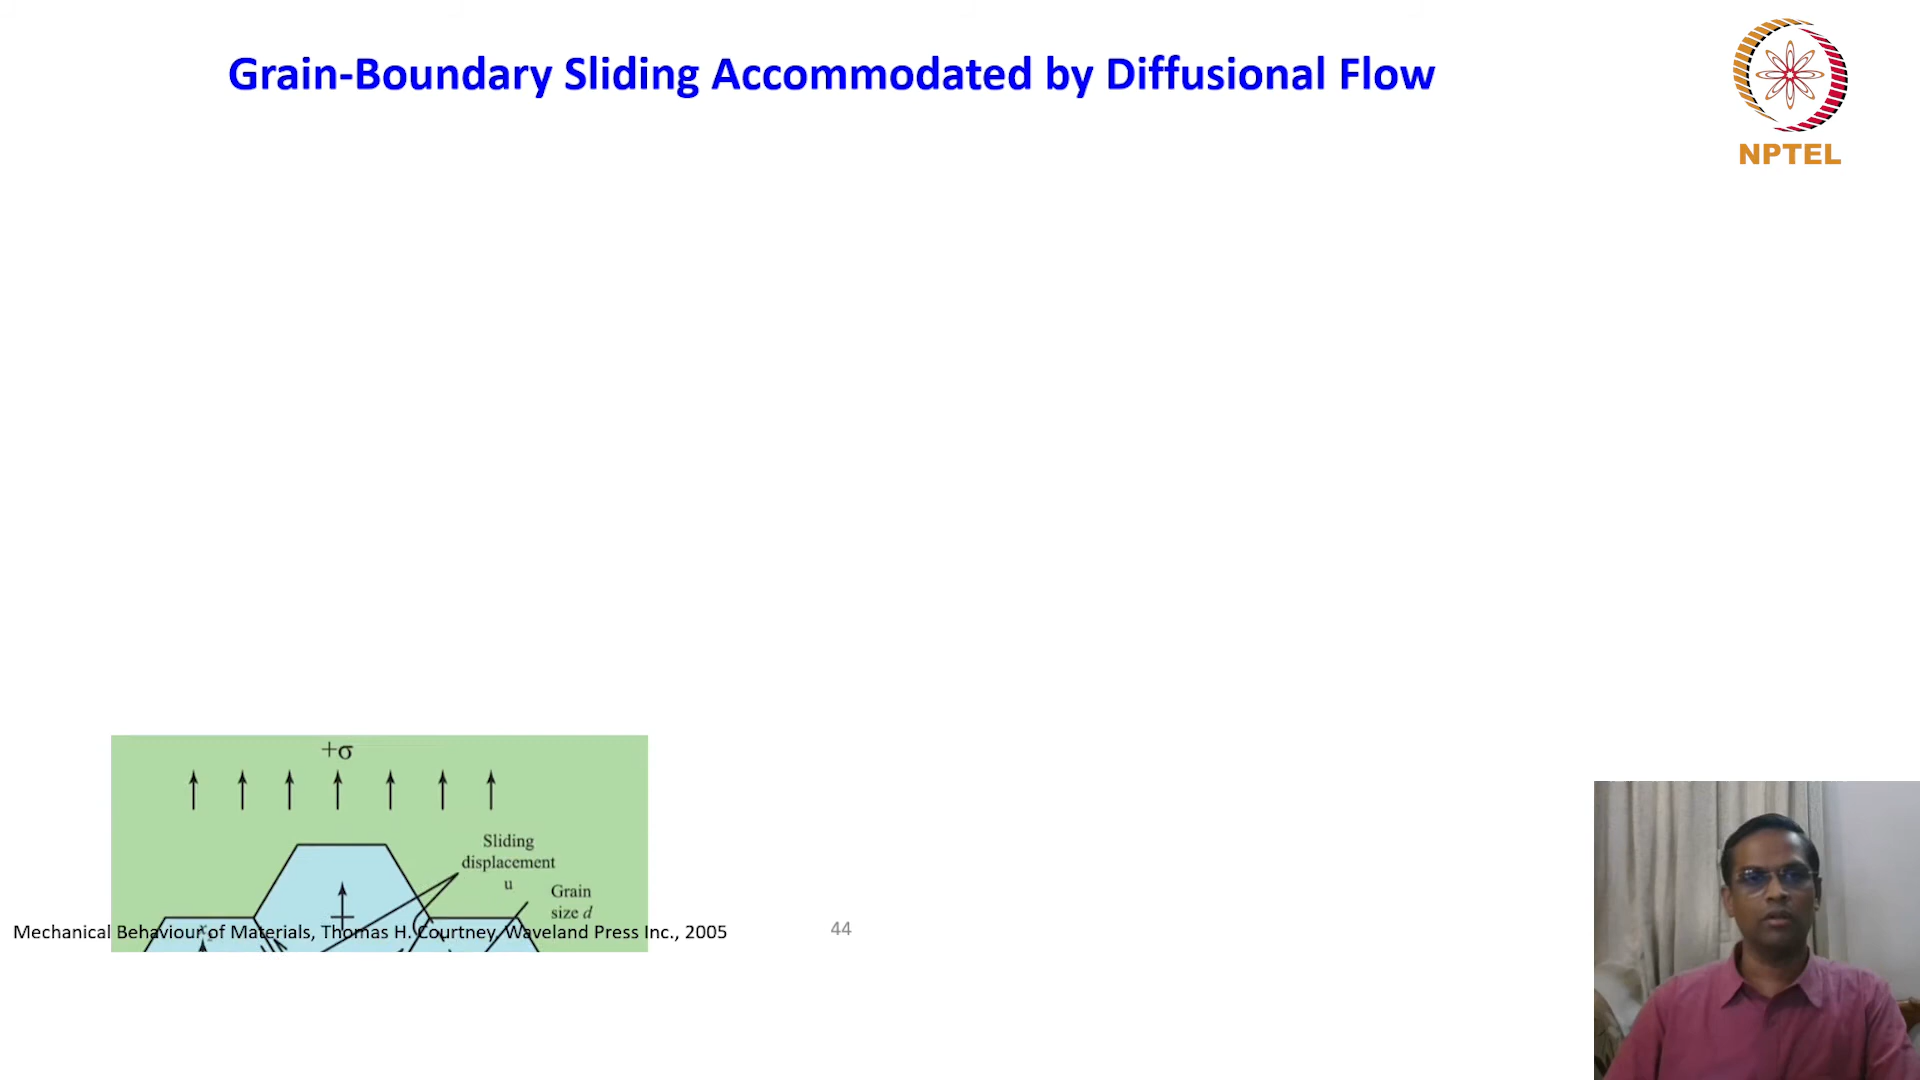 Grain-Boundary Sliding Accommodated by Diffusional Flow
NPTEL
+σ
Sliding
displacement
u
Grain
size d
Mechanical Behaviour of Materials, Thomas H. Courtney, Waveland Press Inc., 2005
44